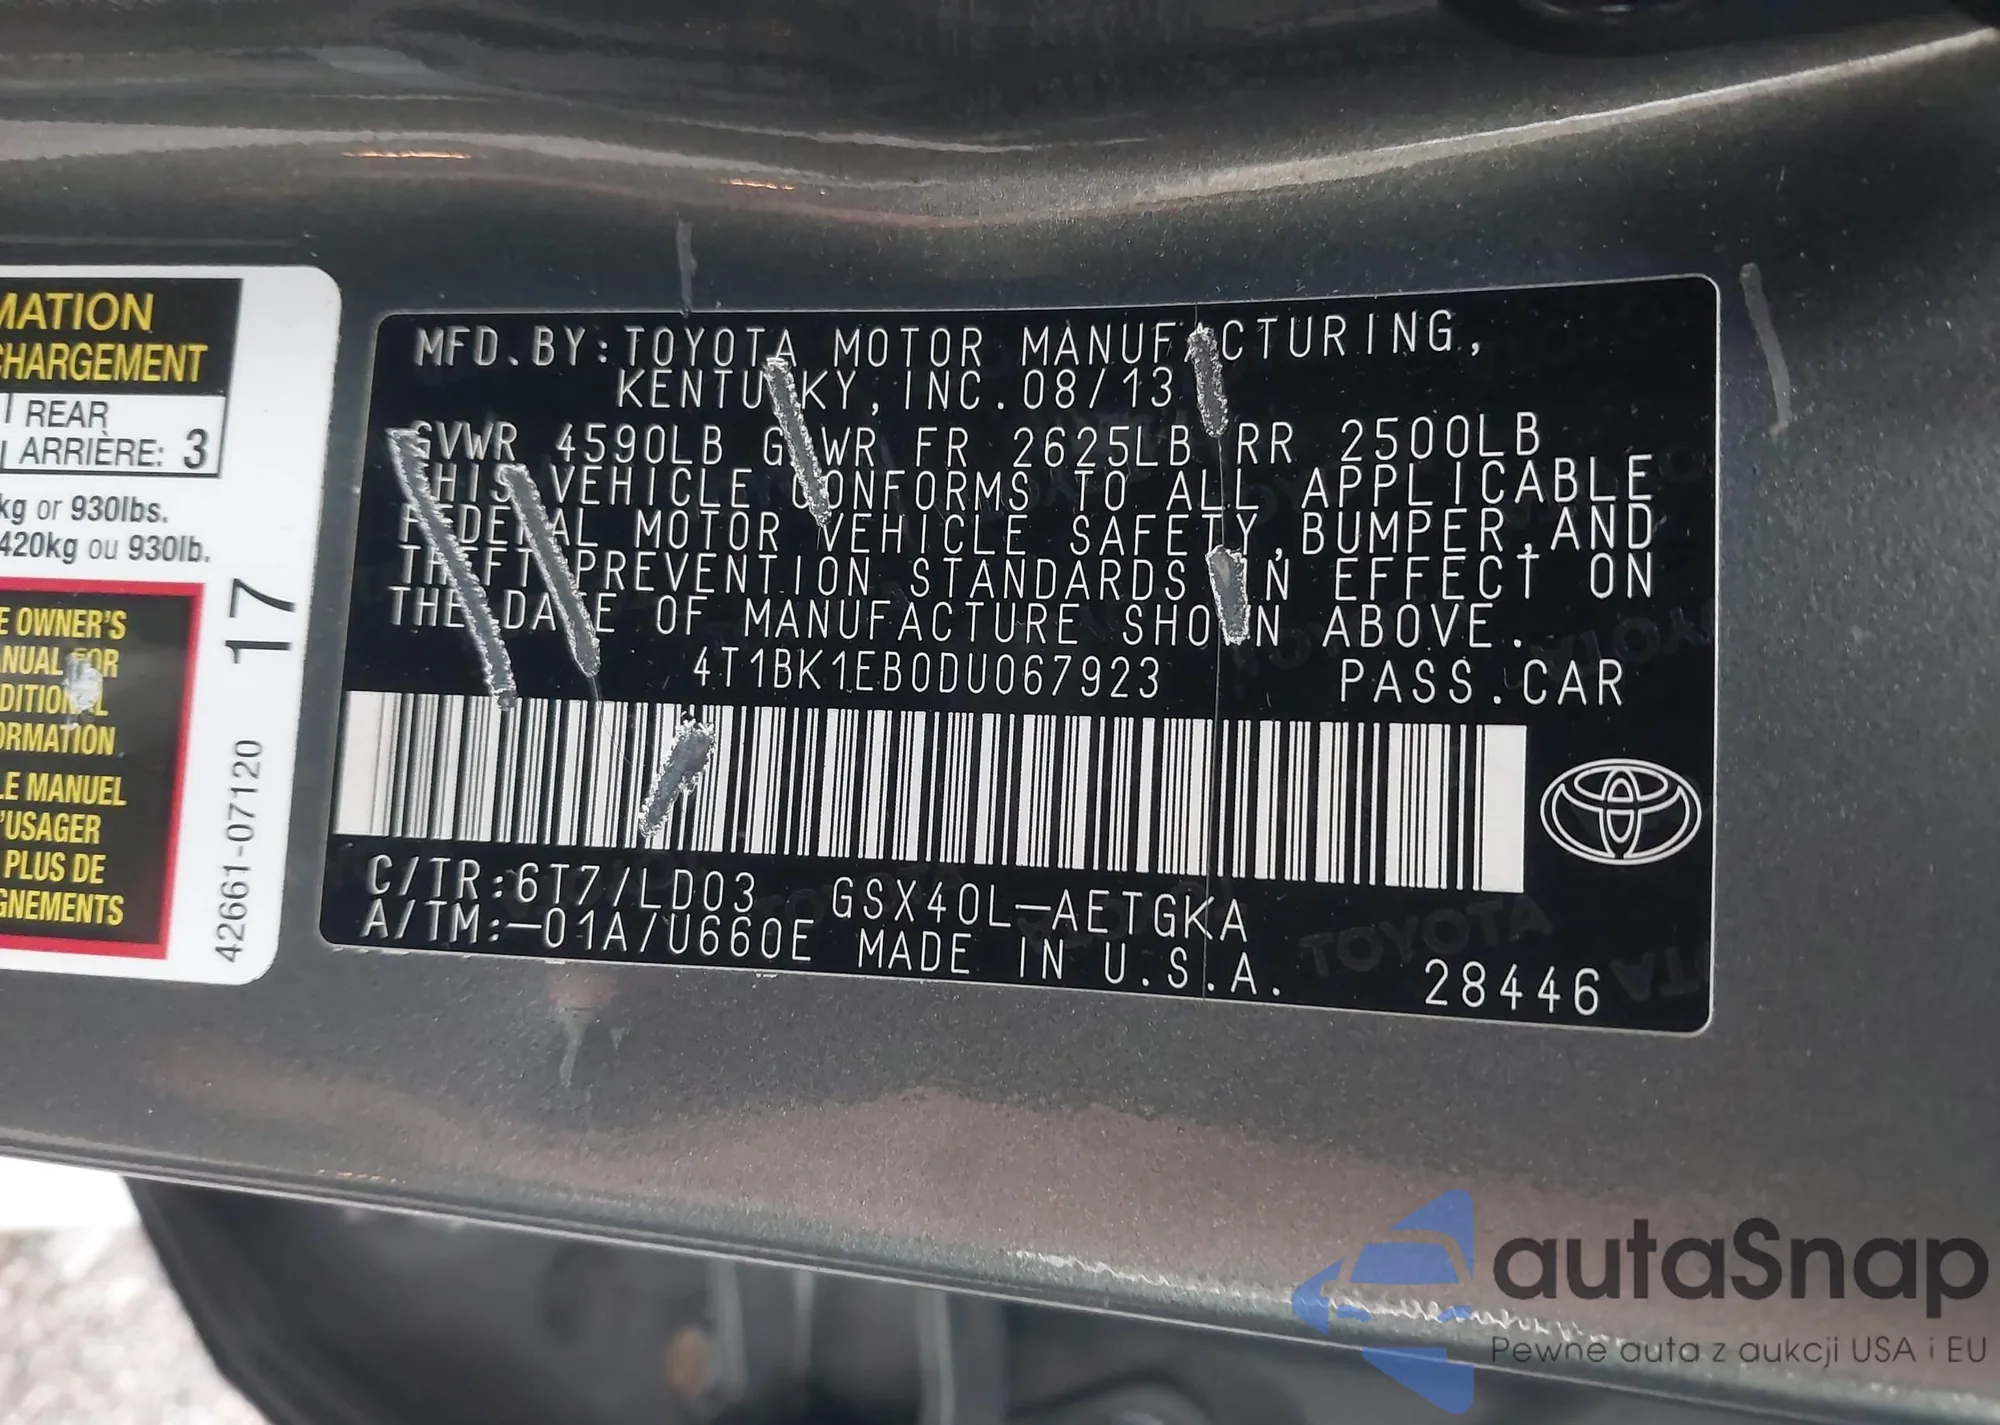 MATION
CHARGEMENT
REAR
ARRIÈRE: 3
kg or 930lbs.
420kg ou 930lb.
E OWNER'S
NUAL FOR
DITIONAL
ORMATION
LE MANUEL
'USAGER
PLUS DE
GNEMENTS
17
42661-07120
MFD.BY:TOYOTA MOTOR MANUFACTURING,
KENTUCKY,INC.08/13
GVWR 4590LB GAWR FR 2625LB RR 2500LB
THIS VEHICLE CONFORMS TO ALL APPLICABLE
FEDERAL MOTOR VEHICLE SAFETY,BUMPER,AND
THEFT PREVENTION STANDARDS IN EFFECT ON
THE DATE OF MANUFACTURE SHOWN ABOVE.
4T1BK1EB0DU067923 PASS.CAR
C/TR:6T7/LD03 GSX40L-AETGKA
A/TM:-01A/U660E MADE IN U.S.A.
28446
autaSnap
Pewne auta z aukcji USA i EU